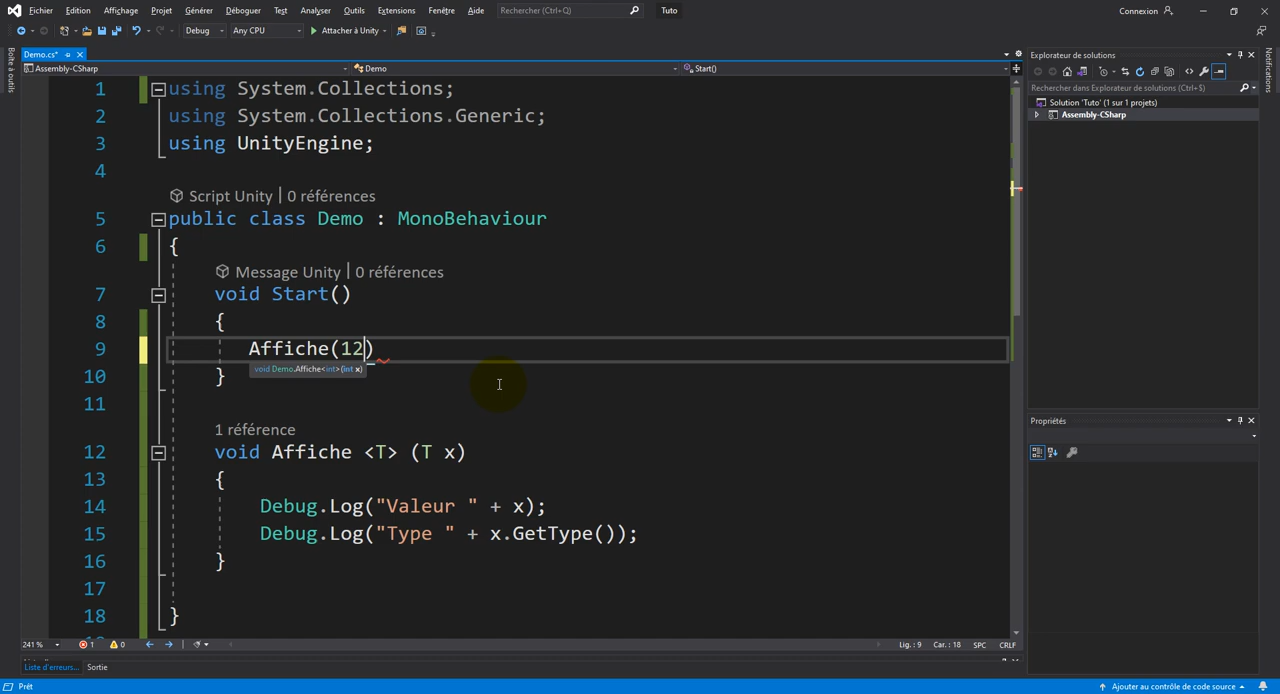 Fichier Edition Affichage Projet Générer Déboguer Test Analyser Outils Extensions Fenêtre Aide Rechercher (Ctrl+Q) Tuto Connexion
Debug Any CPU Attacher à Unity
Boîte à outils
Demo.cs*
Assembly-CSharp Demo Start()
1 using System.Collections;
2 using System.Collections.Generic;
3 using UnityEngine;
4
Script Unity | 0 références
5 public class Demo : MonoBehaviour
6 {
Message Unity | 0 références
7 void Start()
8 {
9 Affiche(12)
void Demo.Affiche<int>(int x)
10 }
11
1 référence
12 void Affiche <T> (T x)
13 {
14 Debug.Log("Valeur " + x);
15 Debug.Log("Type " + x.GetType());
16 }
17
18 }
241 % 1 0 Lig. : 9 Car. : 18 SPC CRLF
Liste d'erreurs... Sortie
Prêt Ajouter au contrôle de code source
Explorateur de solutions
Rechercher dans Explorateur de solutions (Ctrl+$)
Solution 'Tuto' (1 sur 1 projets)
Assembly-CSharp
Propriétés
Notifications